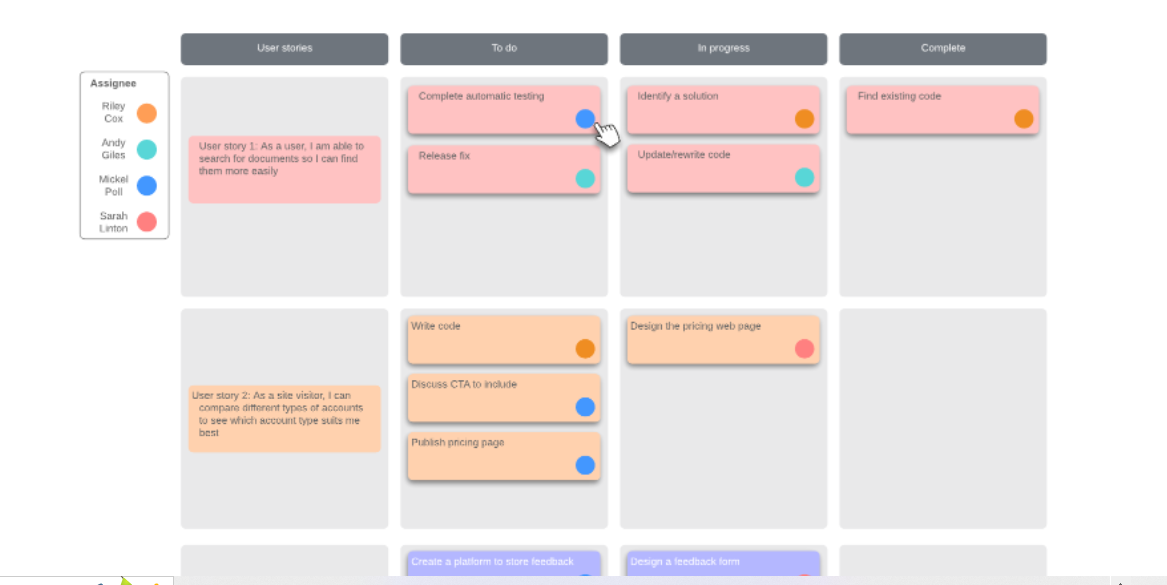 User stories
To do
In progress
Complete
Assignee
Riley
Cox
Andy
Giles
Mickel
Poll
Sarah
Linton
User story 1: As a user, I am able to
search for documents so I can find
them more easily
Complete automatic testing
Release fix
Identify a solution
Update/rewrite code
Find existing code
User story 2: As a site visitor, I can
compare different types of accounts
to see which account type suits me
best
Write code
Discuss CTA to include
Publish pricing page
Design the pricing web page
Create a platform to store feedback
Design a feedback form